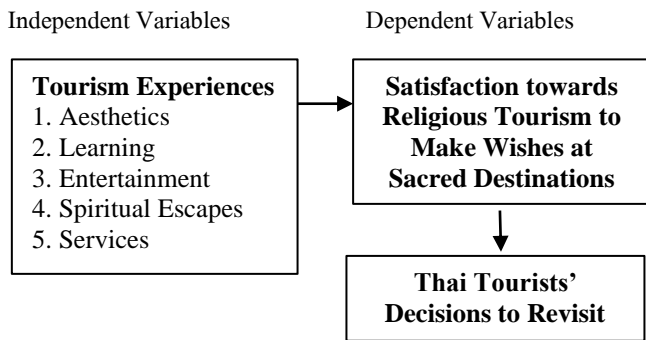 Independent Variables
Dependent Variables
Tourism Experiences
1. Aesthetics
2. Learning
3. Entertainment
4. Spiritual Escapes
5. Services
Satisfaction towards
Religious Tourism to
Make Wishes at
Sacred Destinations
Thai Tourists’
Decisions to Revisit